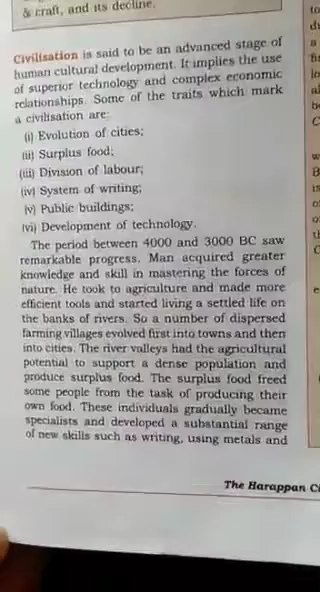 & craft, and its decline.
Civilisation is said to be an advanced stage of
human cultural development. It implies the use
of superior technology and complex economic
relationships. Some of the traits which mark
a civilisation are:
(i) Evolution of cities;
(ii) Surplus food;
(iii) Division of labour;
(iv) System of writing;
(v) Public buildings;
(vi) Development of technology.
The period between 4000 and 3000 BC saw
remarkable progress. Man acquired greater
knowledge and skill in mastering the forces of
nature. He took to agriculture and made more
efficient tools and started living a settled life on
the banks of rivers. So a number of dispersed
farming villages evolved first into towns and then
into cities. The river valleys had the agricultural
potential to support a dense population and
produce surplus food. The surplus food freed
some people from the task of producing their
own food. These individuals gradually became
specialists and developed a substantial range
of new skills such as writing, using metals and
The Harappan